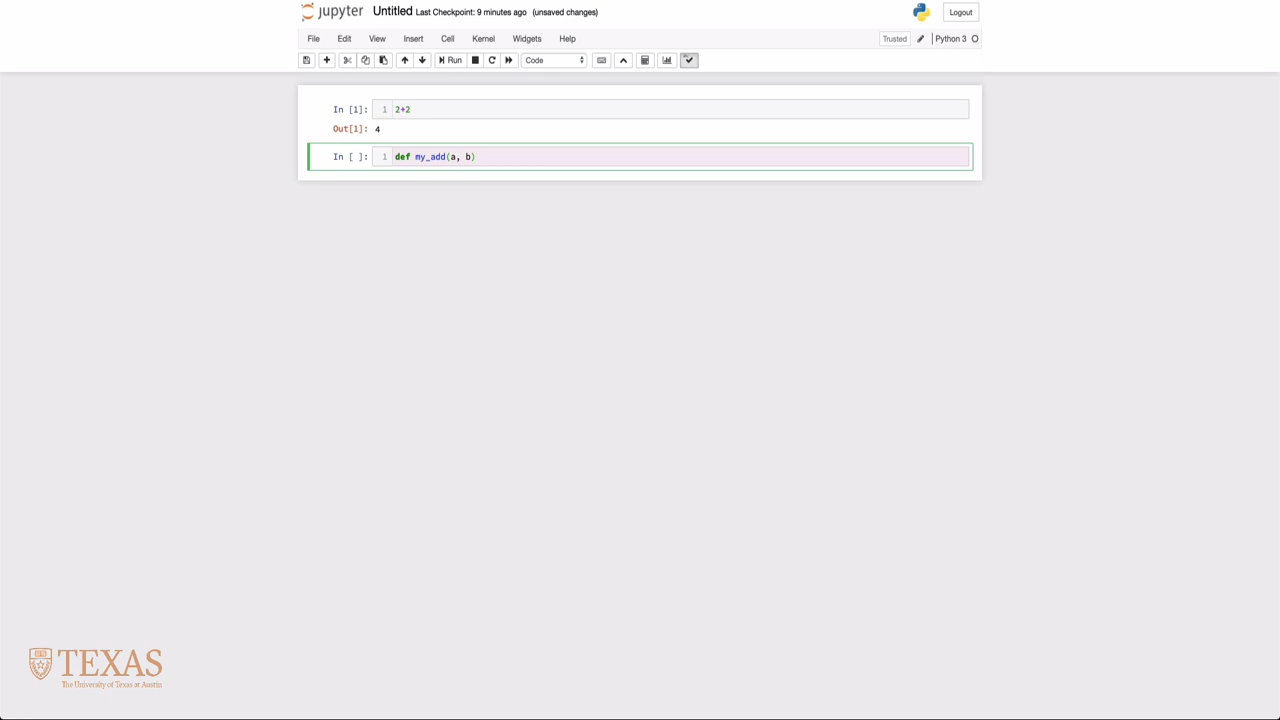 jupyter Untitled Last Checkpoint: 9 minutes ago (unsaved changes) Logout
File Edit View Insert Cell Kernel Widgets Help Trusted Python 3
Run Code
In [1]: 1 2+2
Out[1]: 4
In [ ]: 1 def my_add(a, b)
TEXAS
The University of Texas at Austin